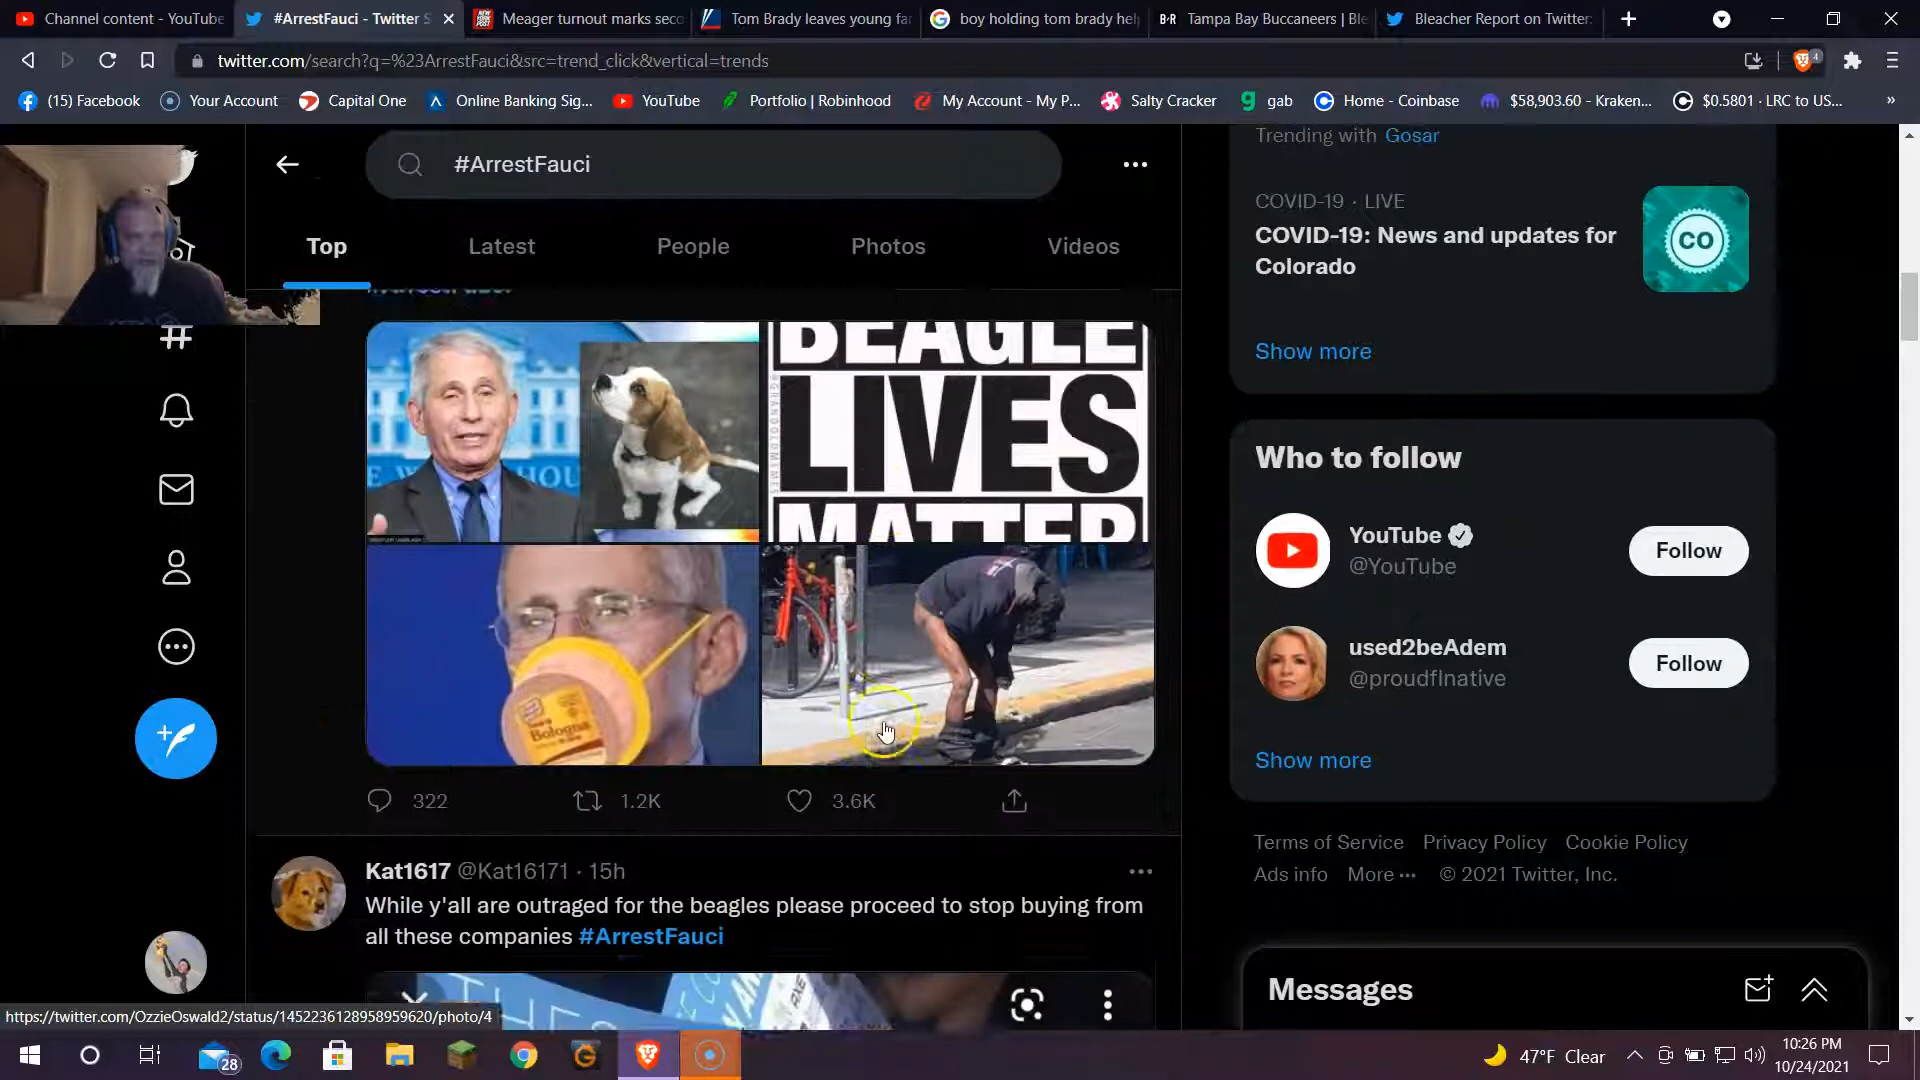 Channel content - YouTube
#ArrestFauci - Twitter S
Meager turnout marks seco
Tom Brady leaves young fa
boy holding tom brady hel
Tampa Bay Buccaneers | Ble
Bleacher Report on Twitter:
twitter.com/search?q=%23ArrestFauci&src=trend_click&vertical=trends
4
(15) Facebook
Your Account
Capital One
Online Banking Sig...
YouTube
Portfolio | Robinhood
My Account - My P...
Salty Cracker
gab
Home - Coinbase
$58,903.60 - Kraken...
$0.5801 · LRC to US...
»
#ArrestFauci
Top
Latest
People
Photos
Videos
BEAGLE
LIVES
MATTER
Bologna
322
1.2K
3.6K
Kat1617 @Kat16171 · 15h
While y'all are outraged for the beagles please proceed to stop buying from
all these companies #ArrestFauci
Trending with Gosar
COVID-19 · LIVE
COVID-19: News and updates for
Colorado
CO
Show more
Who to follow
YouTube
@YouTube
Follow
used2beAdem
@proudflnative
Follow
Show more
Terms of Service
Privacy Policy
Cookie Policy
Ads info
More ···
© 2021 Twitter, Inc.
Messages
https://twitter.com/OzzieOswald2/status/1452236128958959620/photo/4
28
47°F Clear
10:26 PM
10/24/2021